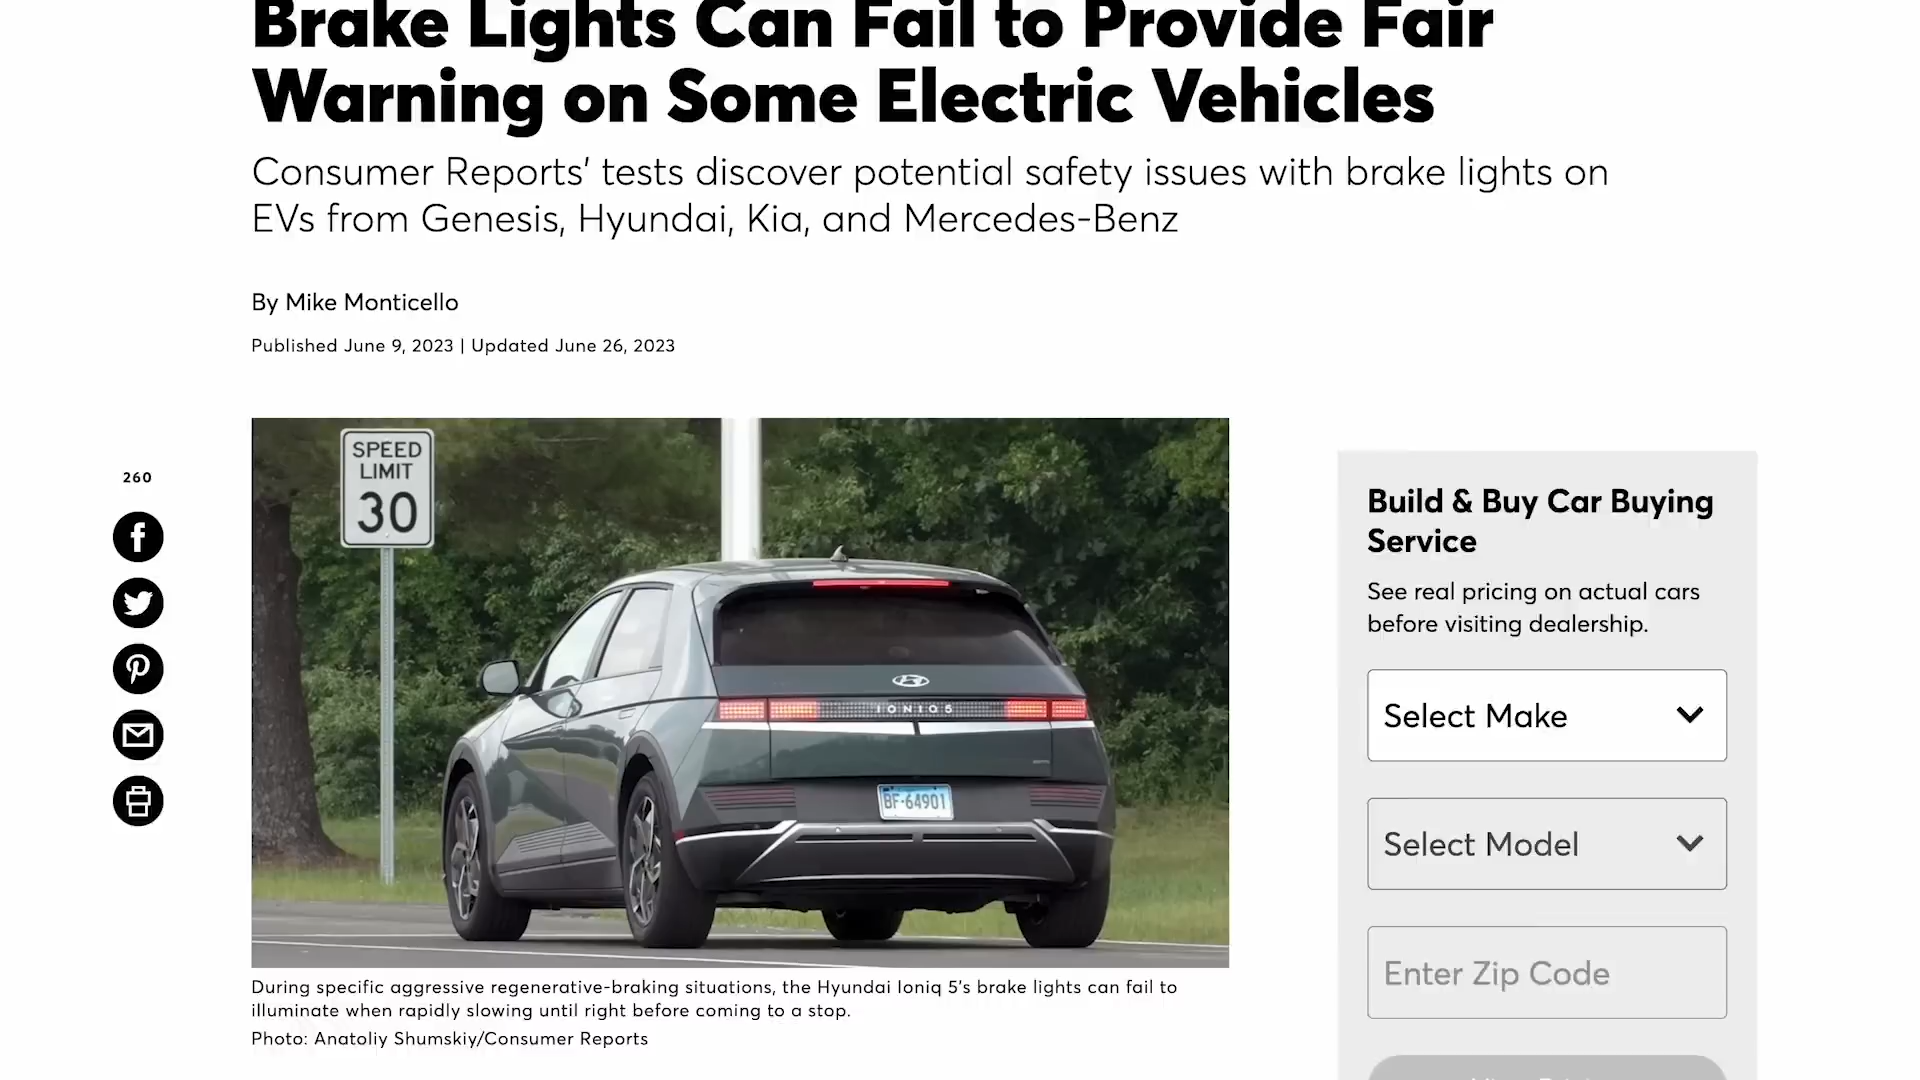 Brake Lights Can Fail to Provide Fair
Warning on Some Electric Vehicles
Consumer Reports' tests discover potential safety issues with brake lights on
EVs from Genesis, Hyundai, Kia, and Mercedes-Benz
By Mike Monticello
Published June 9, 2023 | Updated June 26, 2023
260
SPEED
LIMIT
30
IONIQ 5
BF·64901
During specific aggressive regenerative-braking situations, the Hyundai Ioniq 5's brake lights can fail to
illuminate when rapidly slowing until right before coming to a stop.
Photo: Anatoliy Shumskiy/Consumer Reports
Build & Buy Car Buying
Service
See real pricing on actual cars
before visiting dealership.
Select Make
Select Model
Enter Zip Code